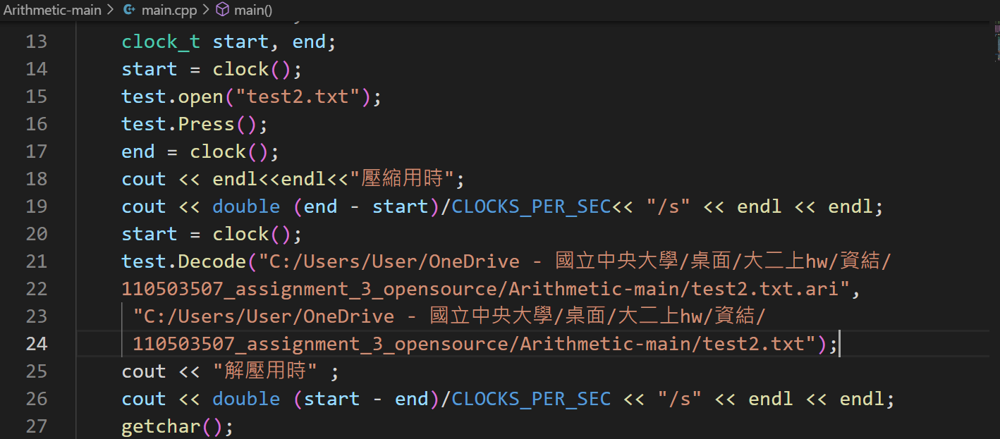 Arithmetic-main > main.cpp > main()
13 clock_t start, end;
14 start = clock();
15 test.open("test2.txt");
16 test.Press();
17 end = clock();
18 cout << endl<<endl<<"壓縮用時";
19 cout << double (end - start)/CLOCKS_PER_SEC<< "/s" << endl << endl;
20 start = clock();
21 test.Decode("C:/Users/User/OneDrive - 國立中央大學/桌面/大二上hw/資結/
22 110503507_assignment_3_opensource/Arithmetic-main/test2.txt.ari",
23 "C:/Users/User/OneDrive - 國立中央大學/桌面/大二上hw/資結/
24 110503507_assignment_3_opensource/Arithmetic-main/test2.txt");
25 cout << "解壓用時" ;
26 cout << double (start - end)/CLOCKS_PER_SEC << "/s" << endl << endl;
27 getchar();